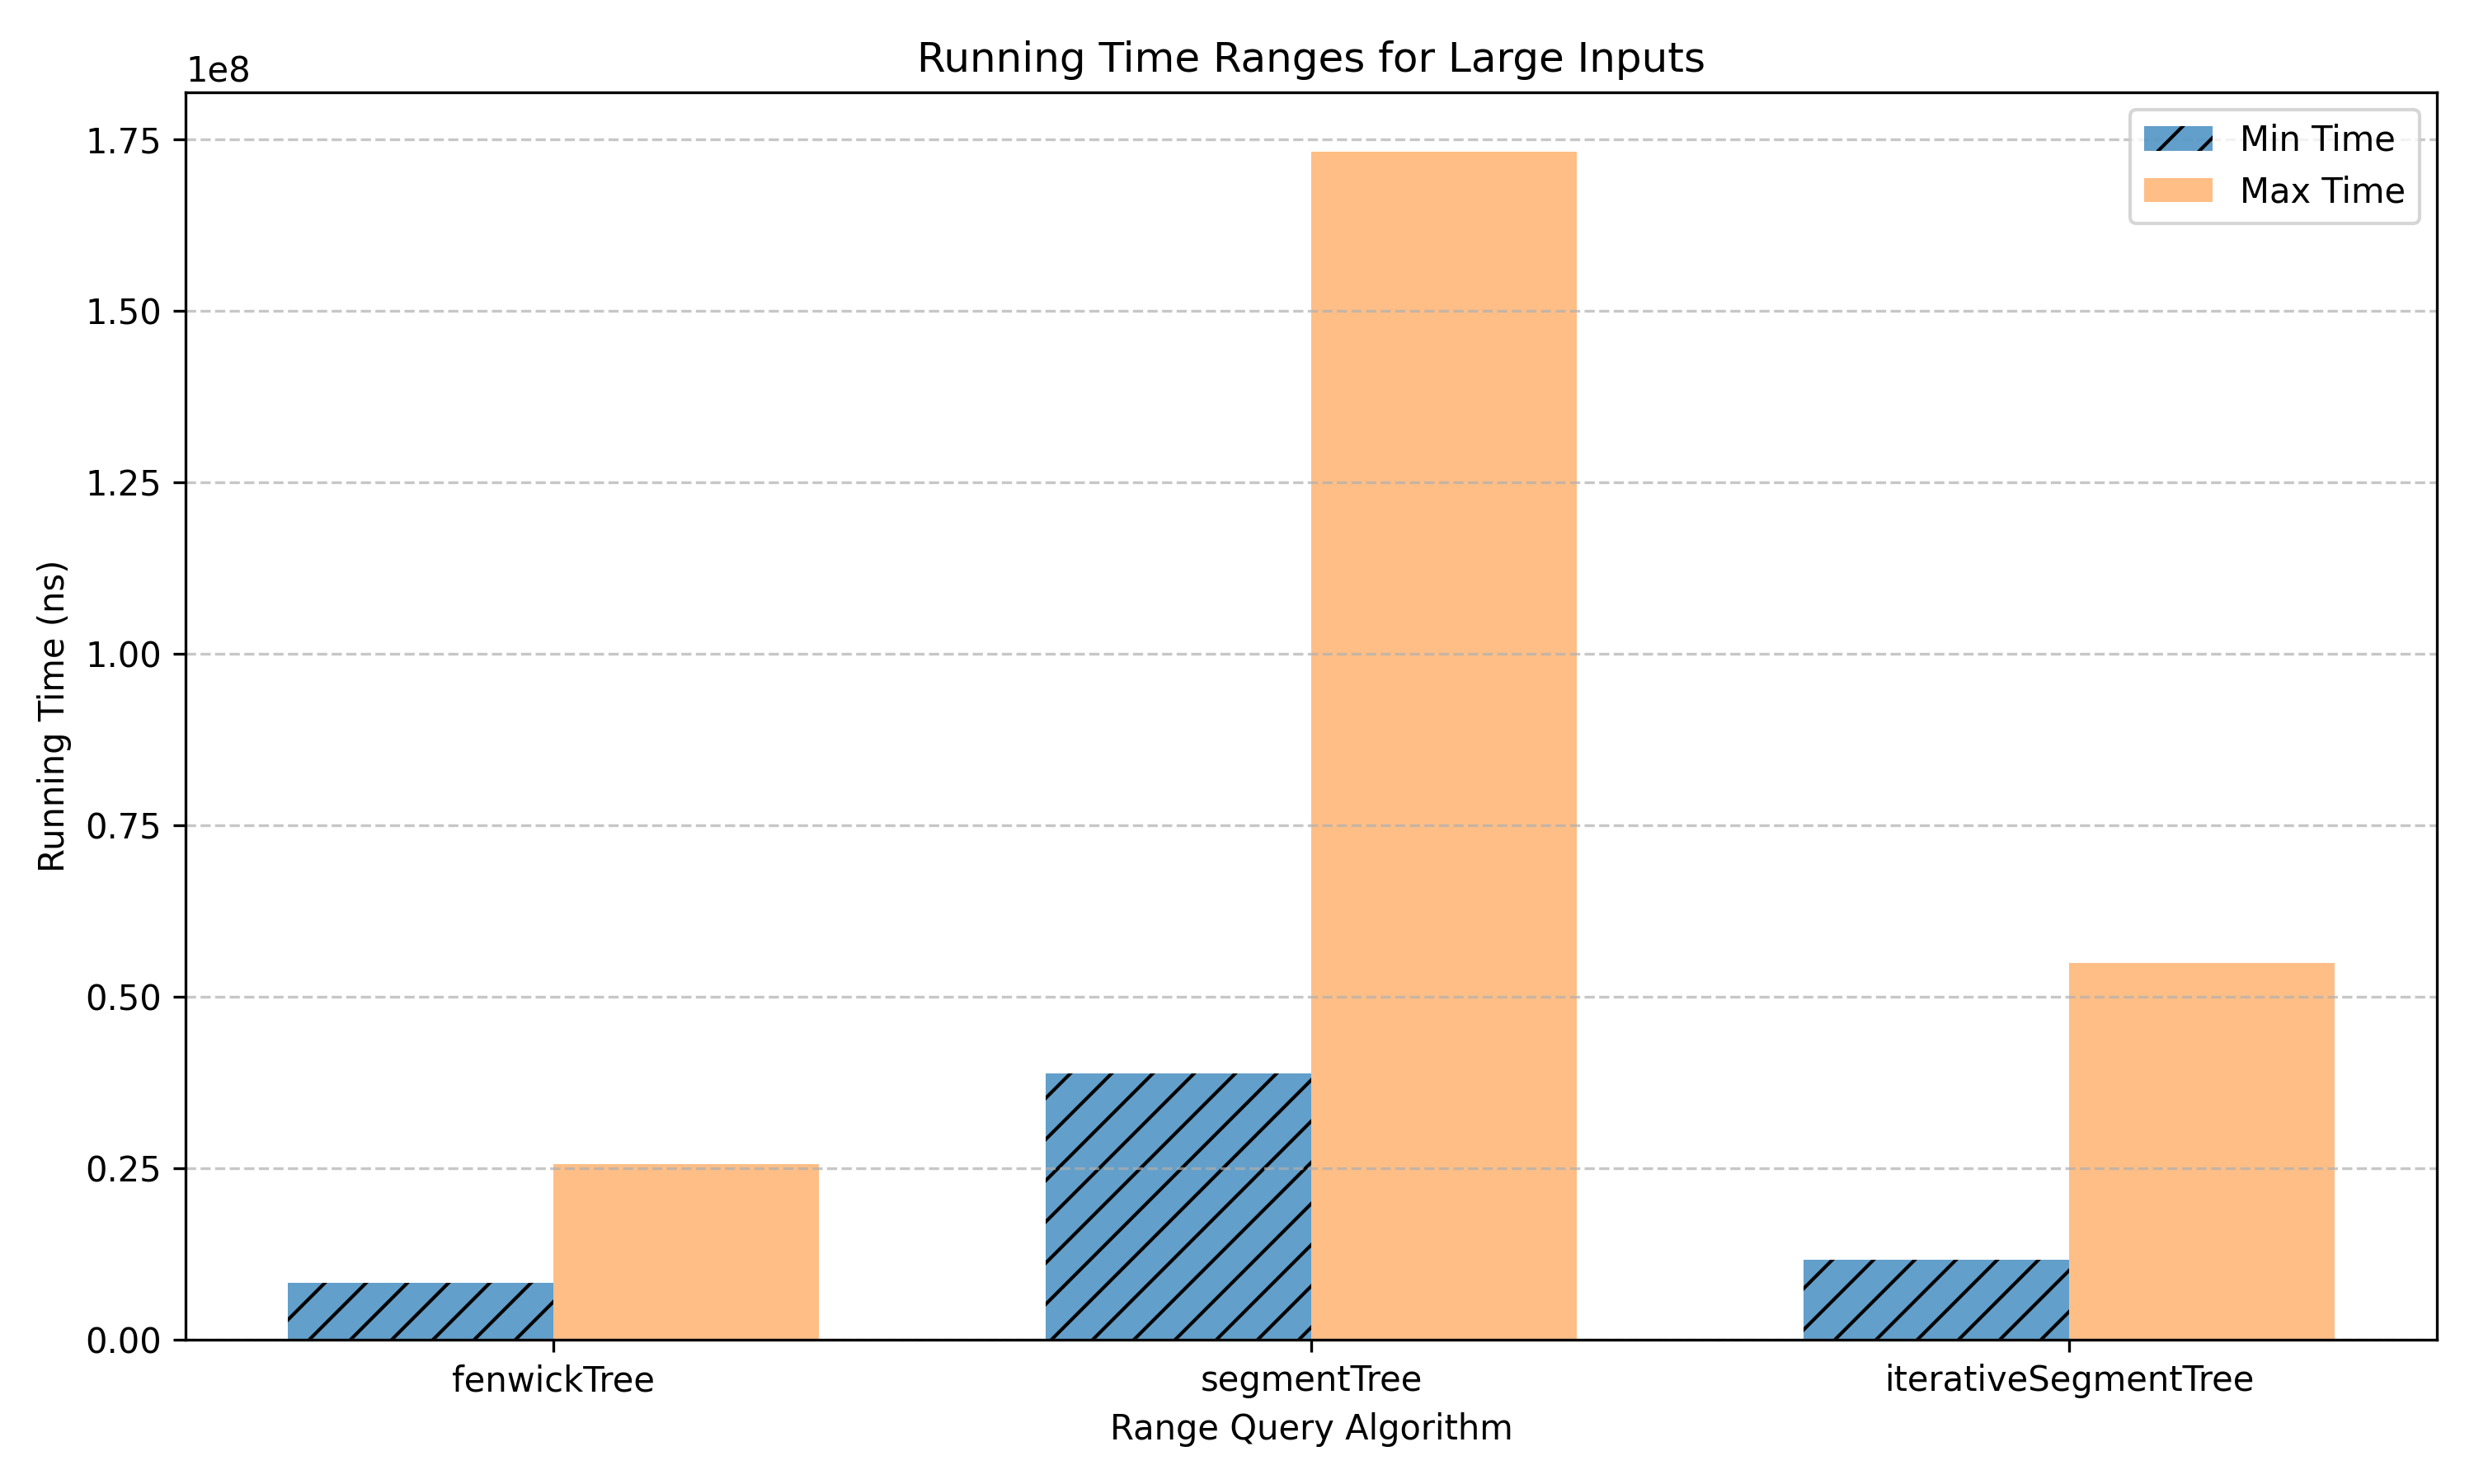 Running Time Ranges for Large Inputs
1e8
1.75
1.50
1.25
1.00
0.75
0.50
0.25
0.00
Running Time (ns)
Min Time
Max Time
fenwickTree
segmentTree
iterativeSegmentTree
Range Query Algorithm